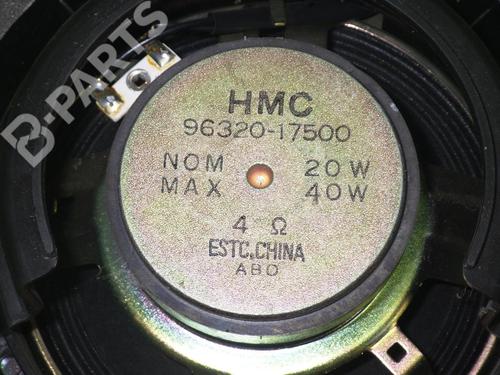 B-PARTS
HMC
96320-17500
NOM 20W
MAX 40W
4 Ω
ESTC,CHINA
ABO